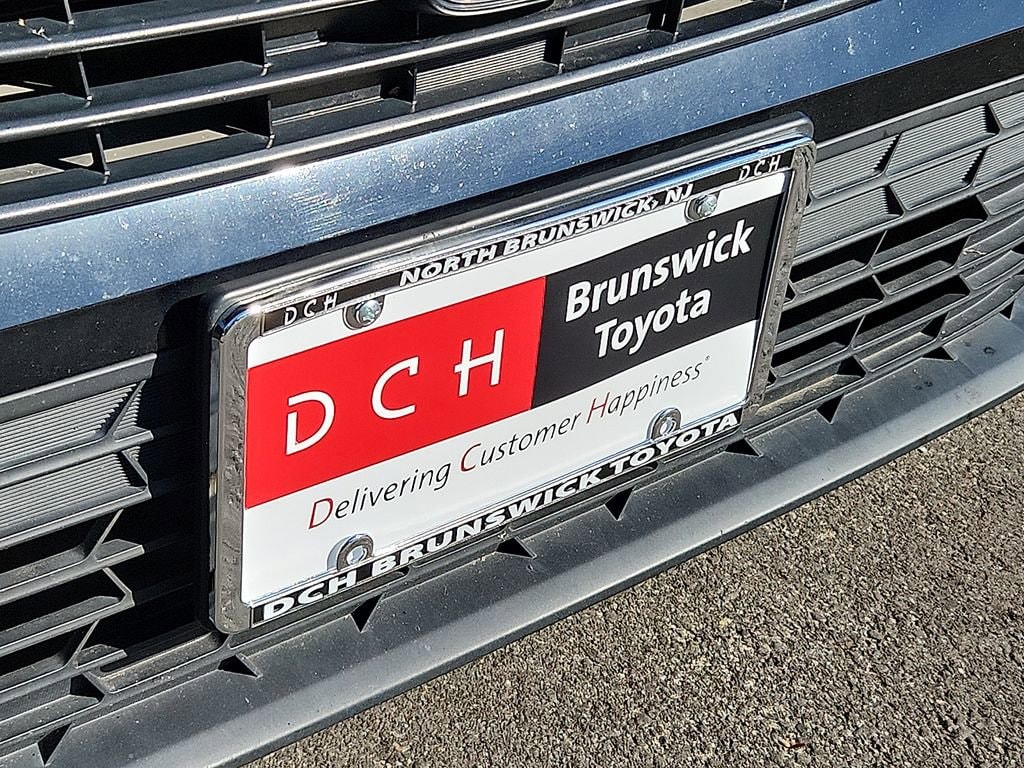 DCH NORTH BRUNSWICK, NJ DCH
DCH
Brunswick
Toyota
Delivering Customer Happiness®
DCH BRUNSWICK TOYOTA